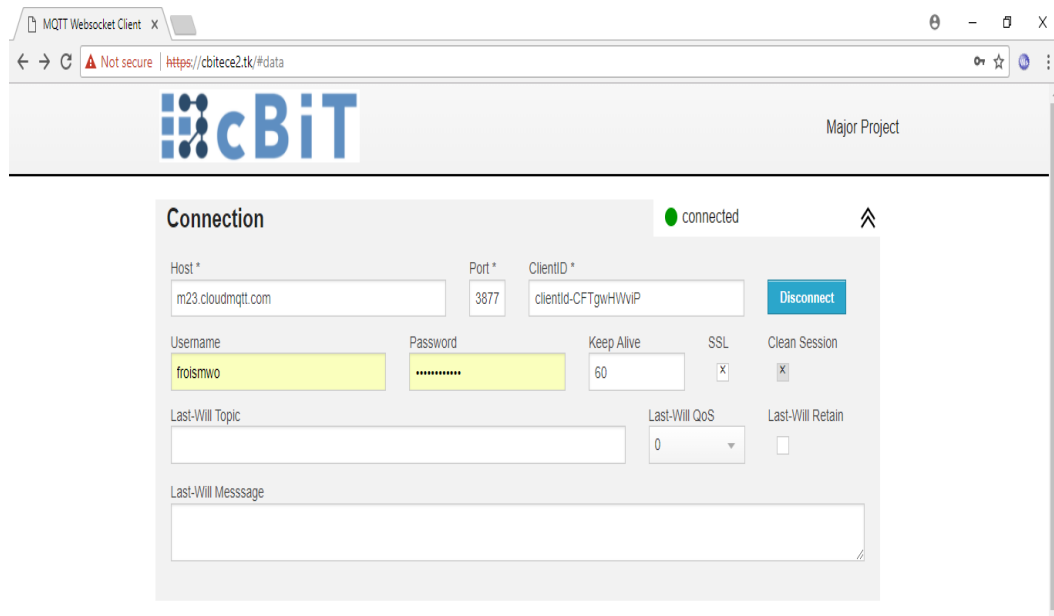 MQTT Websocket Client
Not secure https://cbitece2.tk/#data
cBiT
Major Project
Connection
connected
Host * Port * ClientID *
m23.cloudmqtt.com 3877 clientId-CFTgwHWviP Disconnect
Username Password Keep Alive SSL Clean Session
froismwo •••••••••••• 60 X X
Last-Will Topic Last-Will QoS Last-Will Retain
0
Last-Will Messsage